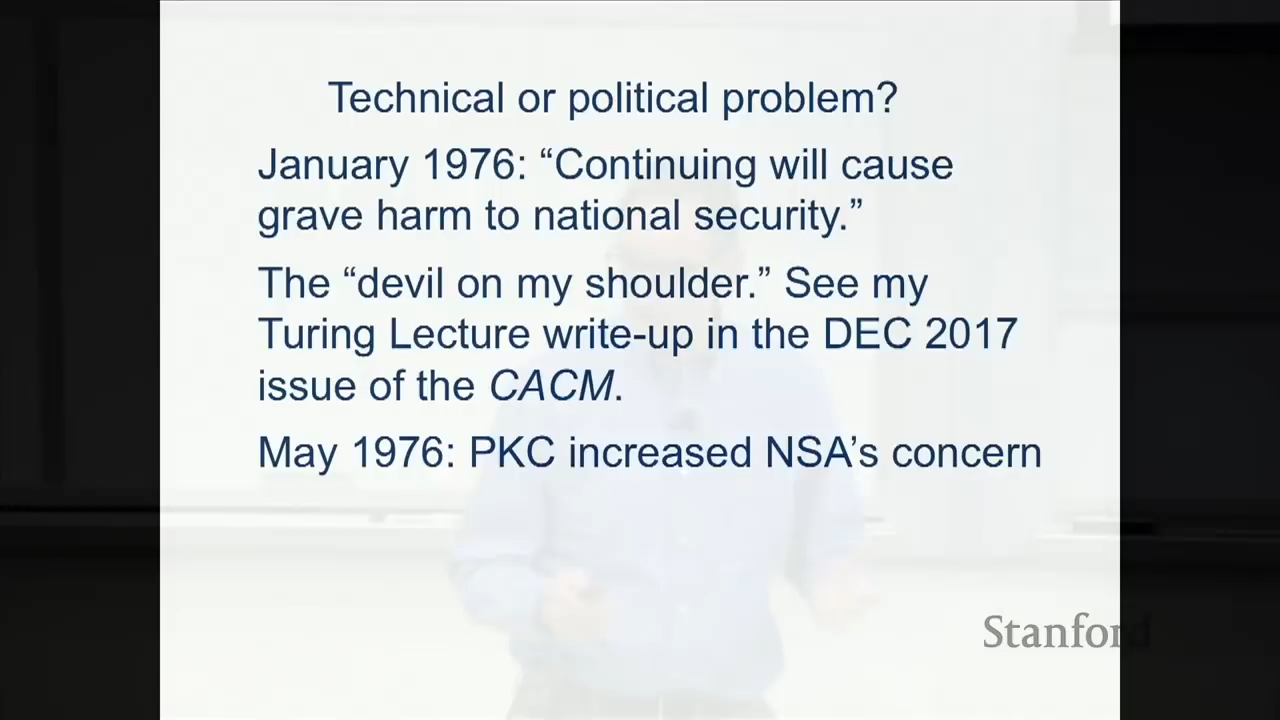 Technical or political problem?
January 1976: “Continuing will cause
grave harm to national security.”
The “devil on my shoulder.” See my
Turing Lecture write-up in the DEC 2017
issue of the CACM.
May 1976: PKC increased NSA’s concern
Stanford